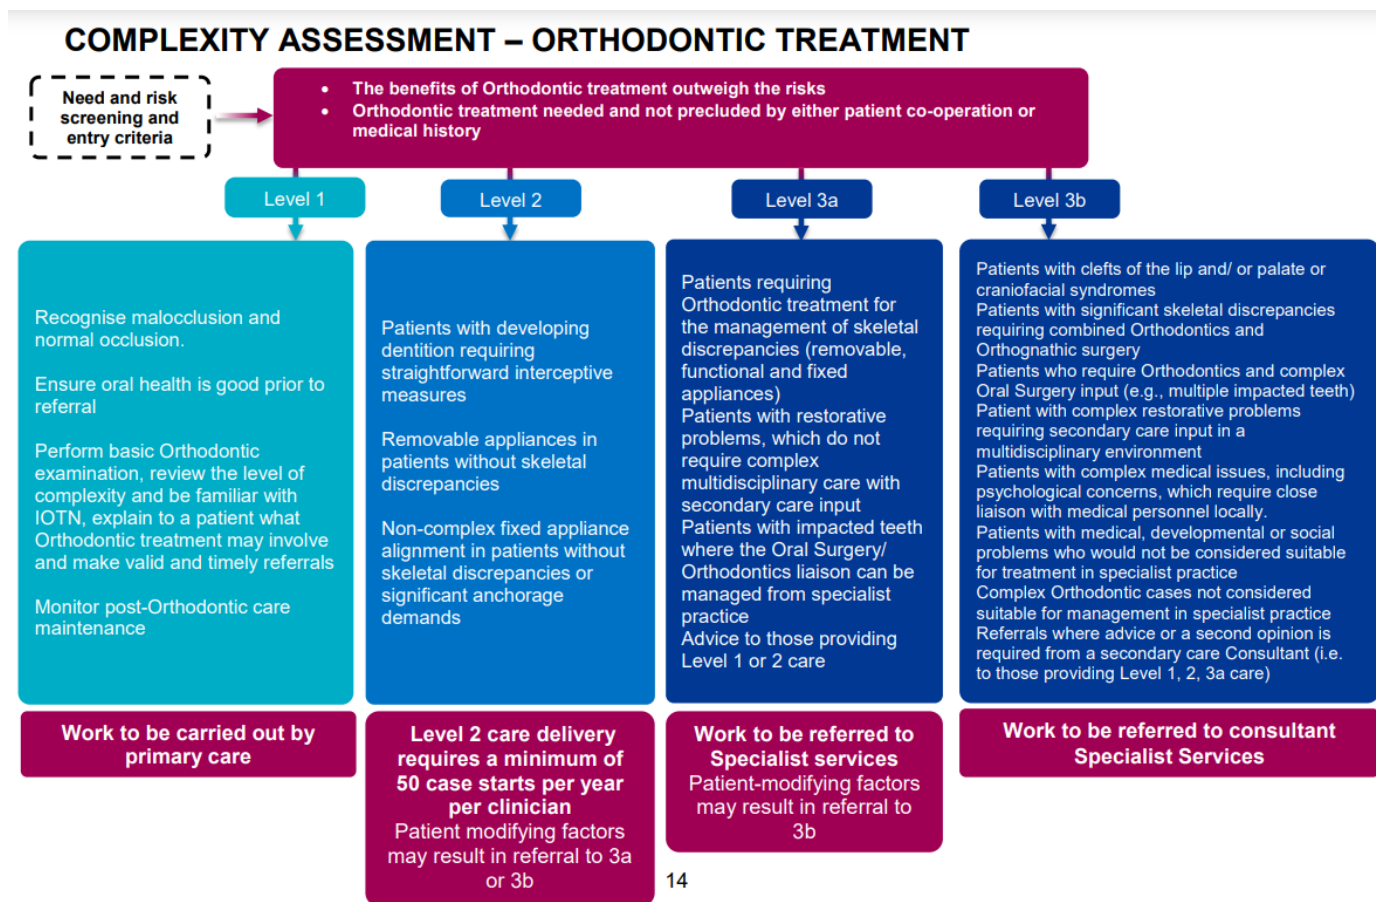 COMPLEXITY ASSESSMENT – ORTHODONTIC TREATMENT
Need and risk
screening and
entry criteria
• The benefits of Orthodontic treatment outweigh the risks
• Orthodontic treatment needed and not precluded by either patient co-operation or
medical history
Level 1
Level 2
Level 3a
Level 3b
Recognise malocclusion and
normal occlusion.
Ensure oral health is good prior to
referral
Perform basic Orthodontic
examination, review the level of
complexity and be familiar with
IOTN, explain to a patient what
Orthodontic treatment may involve
and make valid and timely referrals
Monitor post-Orthodontic care
maintenance
Patients with developing
dentition requiring
straightforward interceptive
measures
Removable appliances in
patients without skeletal
discrepancies
Non-complex fixed appliance
alignment in patients without
skeletal discrepancies or
significant anchorage
demands
Patients requiring
Orthodontic treatment for
the management of skeletal
discrepancies (removable,
functional and fixed
appliances)
Patients with restorative
problems, which do not
require complex
multidisciplinary care with
secondary care input
Patients with impacted teeth
where the Oral Surgery/
Orthodontics liaison can be
managed from specialist
practice
Advice to those providing
Level 1 or 2 care
Patients with clefts of the lip and/ or palate or
craniofacial syndromes
Patients with significant skeletal discrepancies
requiring combined Orthodontics and
Orthognathic surgery
Patients who require Orthodontics and complex
Oral Surgery input (e.g., multiple impacted teeth)
Patient with complex restorative problems
requiring secondary care input in a
multidisciplinary environment
Patients with complex medical issues, including
psychological concerns, which require close
liaison with medical personnel locally.
Patients with medical, developmental or social
problems who would not be considered suitable
for treatment in specialist practice
Complex Orthodontic cases not considered
suitable for management in specialist practice
Referrals where advice or a second opinion is
required from a secondary care Consultant (i.e.
to those providing Level 1, 2, 3a care)
Work to be carried out by
primary care
Level 2 care delivery
requires a minimum of
50 case starts per year
per clinician
Patient modifying factors
may result in referral to 3a
or 3b
Work to be referred to
Specialist services
Patient-modifying factors
may result in referral to
3b
Work to be referred to consultant
Specialist Services
14